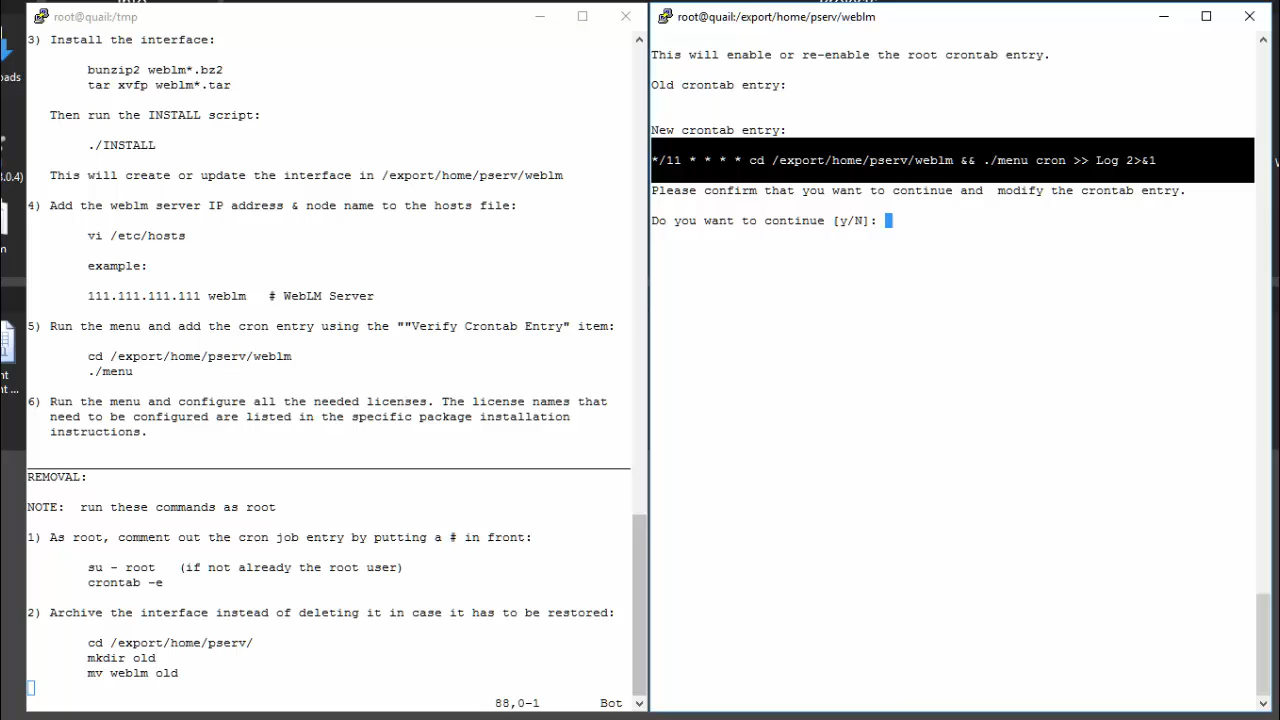 root@quail:/tmp
3) Install the interface:
bunzip2 weblm*.bz2
tar xvfp weblm*.tar
Then run the INSTALL script:
./INSTALL
This will create or update the interface in /export/home/pserv/weblm
4) Add the weblm server IP address & node name to the hosts file:
vi /etc/hosts
example:
111.111.111.111 weblm   # WebLM Server
5) Run the menu and add the cron entry using the ""Verify Crontab Entry" item:
cd /export/home/pserv/weblm
./menu
6) Run the menu and configure all the needed licenses. The license names that
need to be configured are listed in the specific package installation
instructions.
REMOVAL:
NOTE:  run these commands as root
1) As root, comment out the cron job entry by putting a # in front:
su - root   (if not already the root user)
crontab -e
2) Archive the interface instead of deleting it in case it has to be restored:
cd /export/home/pserv/
mkdir old
mv weblm old
88,0-1        Bot
root@quail:/export/home/pserv/weblm
This will enable or re-enable the root crontab entry.
Old crontab entry:
New crontab entry:
*/11 * * * * cd /export/home/pserv/weblm && ./menu cron >> Log 2>&1
Please confirm that you want to continue and  modify the crontab entry.
Do you want to continue [y/N]:
oads
8.0.4)
nt
nt ...